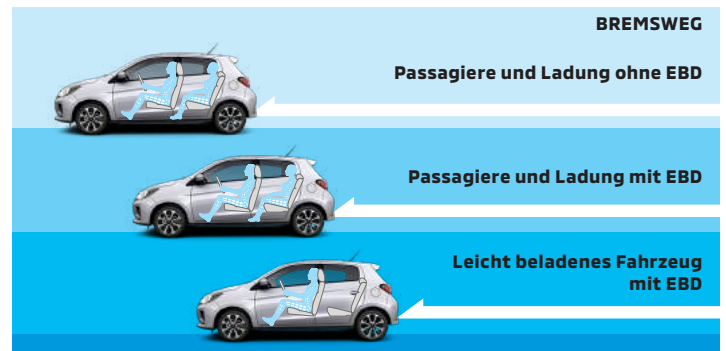 BREMSWEG
Passagiere und Ladung ohne EBD
Passagiere und Ladung mit EBD
Leicht beladenes Fahrzeug
mit EBD